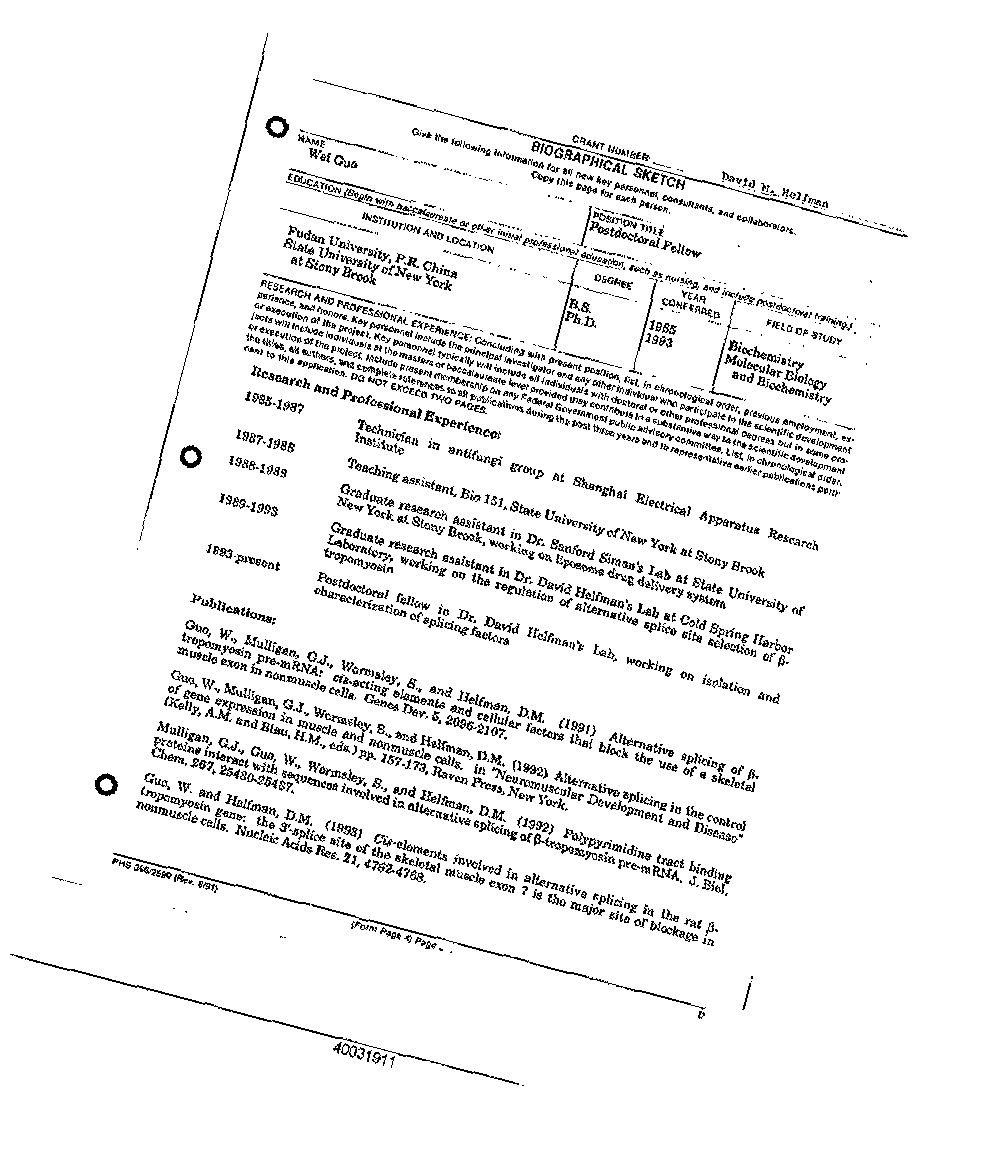 GRANT NUMBER David M. Helfman
BIOGRAPHICAL SKETCH
Give the following information for all new key personnel, consultants, and collaborators.
Copy this page for each person.
NAME
Wei Guo
POSITION TITLE
Postdoctoral Fellow
EDUCATION (Begin with baccalaureate or other initial professional education, such as nursing, and include postdoctoral training.)
INSTITUTION AND LOCATION DEGREE YEAR CONFERRED FIELD OF STUDY
Fudan University, P.R. China B.S. 1985 Biochemistry
State University of New York Ph.D. 1993 Molecular Biology
at Stony Brook and Biochemistry
RESEARCH AND PROFESSIONAL EXPERIENCE: Concluding with present position, list, in chronological order, previous employment, ex-
perience, and honors. Key personnel include the principal investigator and any other individual who participate to the scientific development
or execution of the project. Key personnel typically will include all individuals with doctoral or other professional Degrees but in some pro-
jects will include individuals at the masters or baccalaureate level provided they contribute in a substantive way to the scientific development
or execution of the project. Include present membership on any Federal Government public advisory committee. List, in chronological order,
the titles, all authors, and complete references to all publications during the past three years and to representative earlier publications perti-
nent to this application. DO NOT EXCEED TWO PAGES.
Research and Professional Experience:
1985-1987 Technician in antifungi group at Shanghai Electrical Apparatus Research
Institute
1987-1988 Teaching assistant, Bio 151, State University of New York at Stony Brook
1988-1989 Graduate research assistant in Dr. Sanford Siman's Lab at State University of
New York at Stony Brook, working on liposome drug delivery system
1989-1993 Graduate research assistant in Dr. David Helfman's Lab at Cold Spring Harbor
Laboratory, working on the regulation of alternative splice site selection of β-
tropomyosin
1993-present Postdoctoral fellow in Dr. David Helfman's Lab, working on isolation and
characterization of splicing factors
Publications:
Guo, W., Mulligan, G.J., Wormsley, S., and Helfman, D.M. (1991) Alternative splicing of β-
tropomyosin pre-mRNA: cis-acting elements and cellular factors that block the use of a skeletal
muscle exon in nonmuscle cells. Genes Dev. 5, 2096-2107.
Guo, W., Mulligan, G.J., Wormsley, S., and Helfman, D.M. (1992) Alternative splicing in the control
of gene expression in muscle and nonmuscle cells. in "Neuromuscular Development and Disease"
(Kelly, A.M. and Blau, H.M., eds.) pp. 157-173, Raven Press, New York.
Mulligan, G.J., Guo, W., Wormsley, S., and Helfman, D.M. (1992) Polypyrimidine tract binding
proteins interact with sequences involved in alternative splicing of β-tropomyosin pre-mRNA. J. Biol.
Chem. 267, 25480-25487.
Guo, W. and Helfman, D.M. (1993) Cis-elements involved in alternative splicing in the rat β-
tropomyosin gene: the 3'-splice site of the skeletal muscle exon 7 is the major site of blockage in
nonmuscle cells. Nucleic Acids Res. 21, 4762-4768.
PHS 398/2590 (Rev. 9/91)
(Form Page 4) Page
40031911